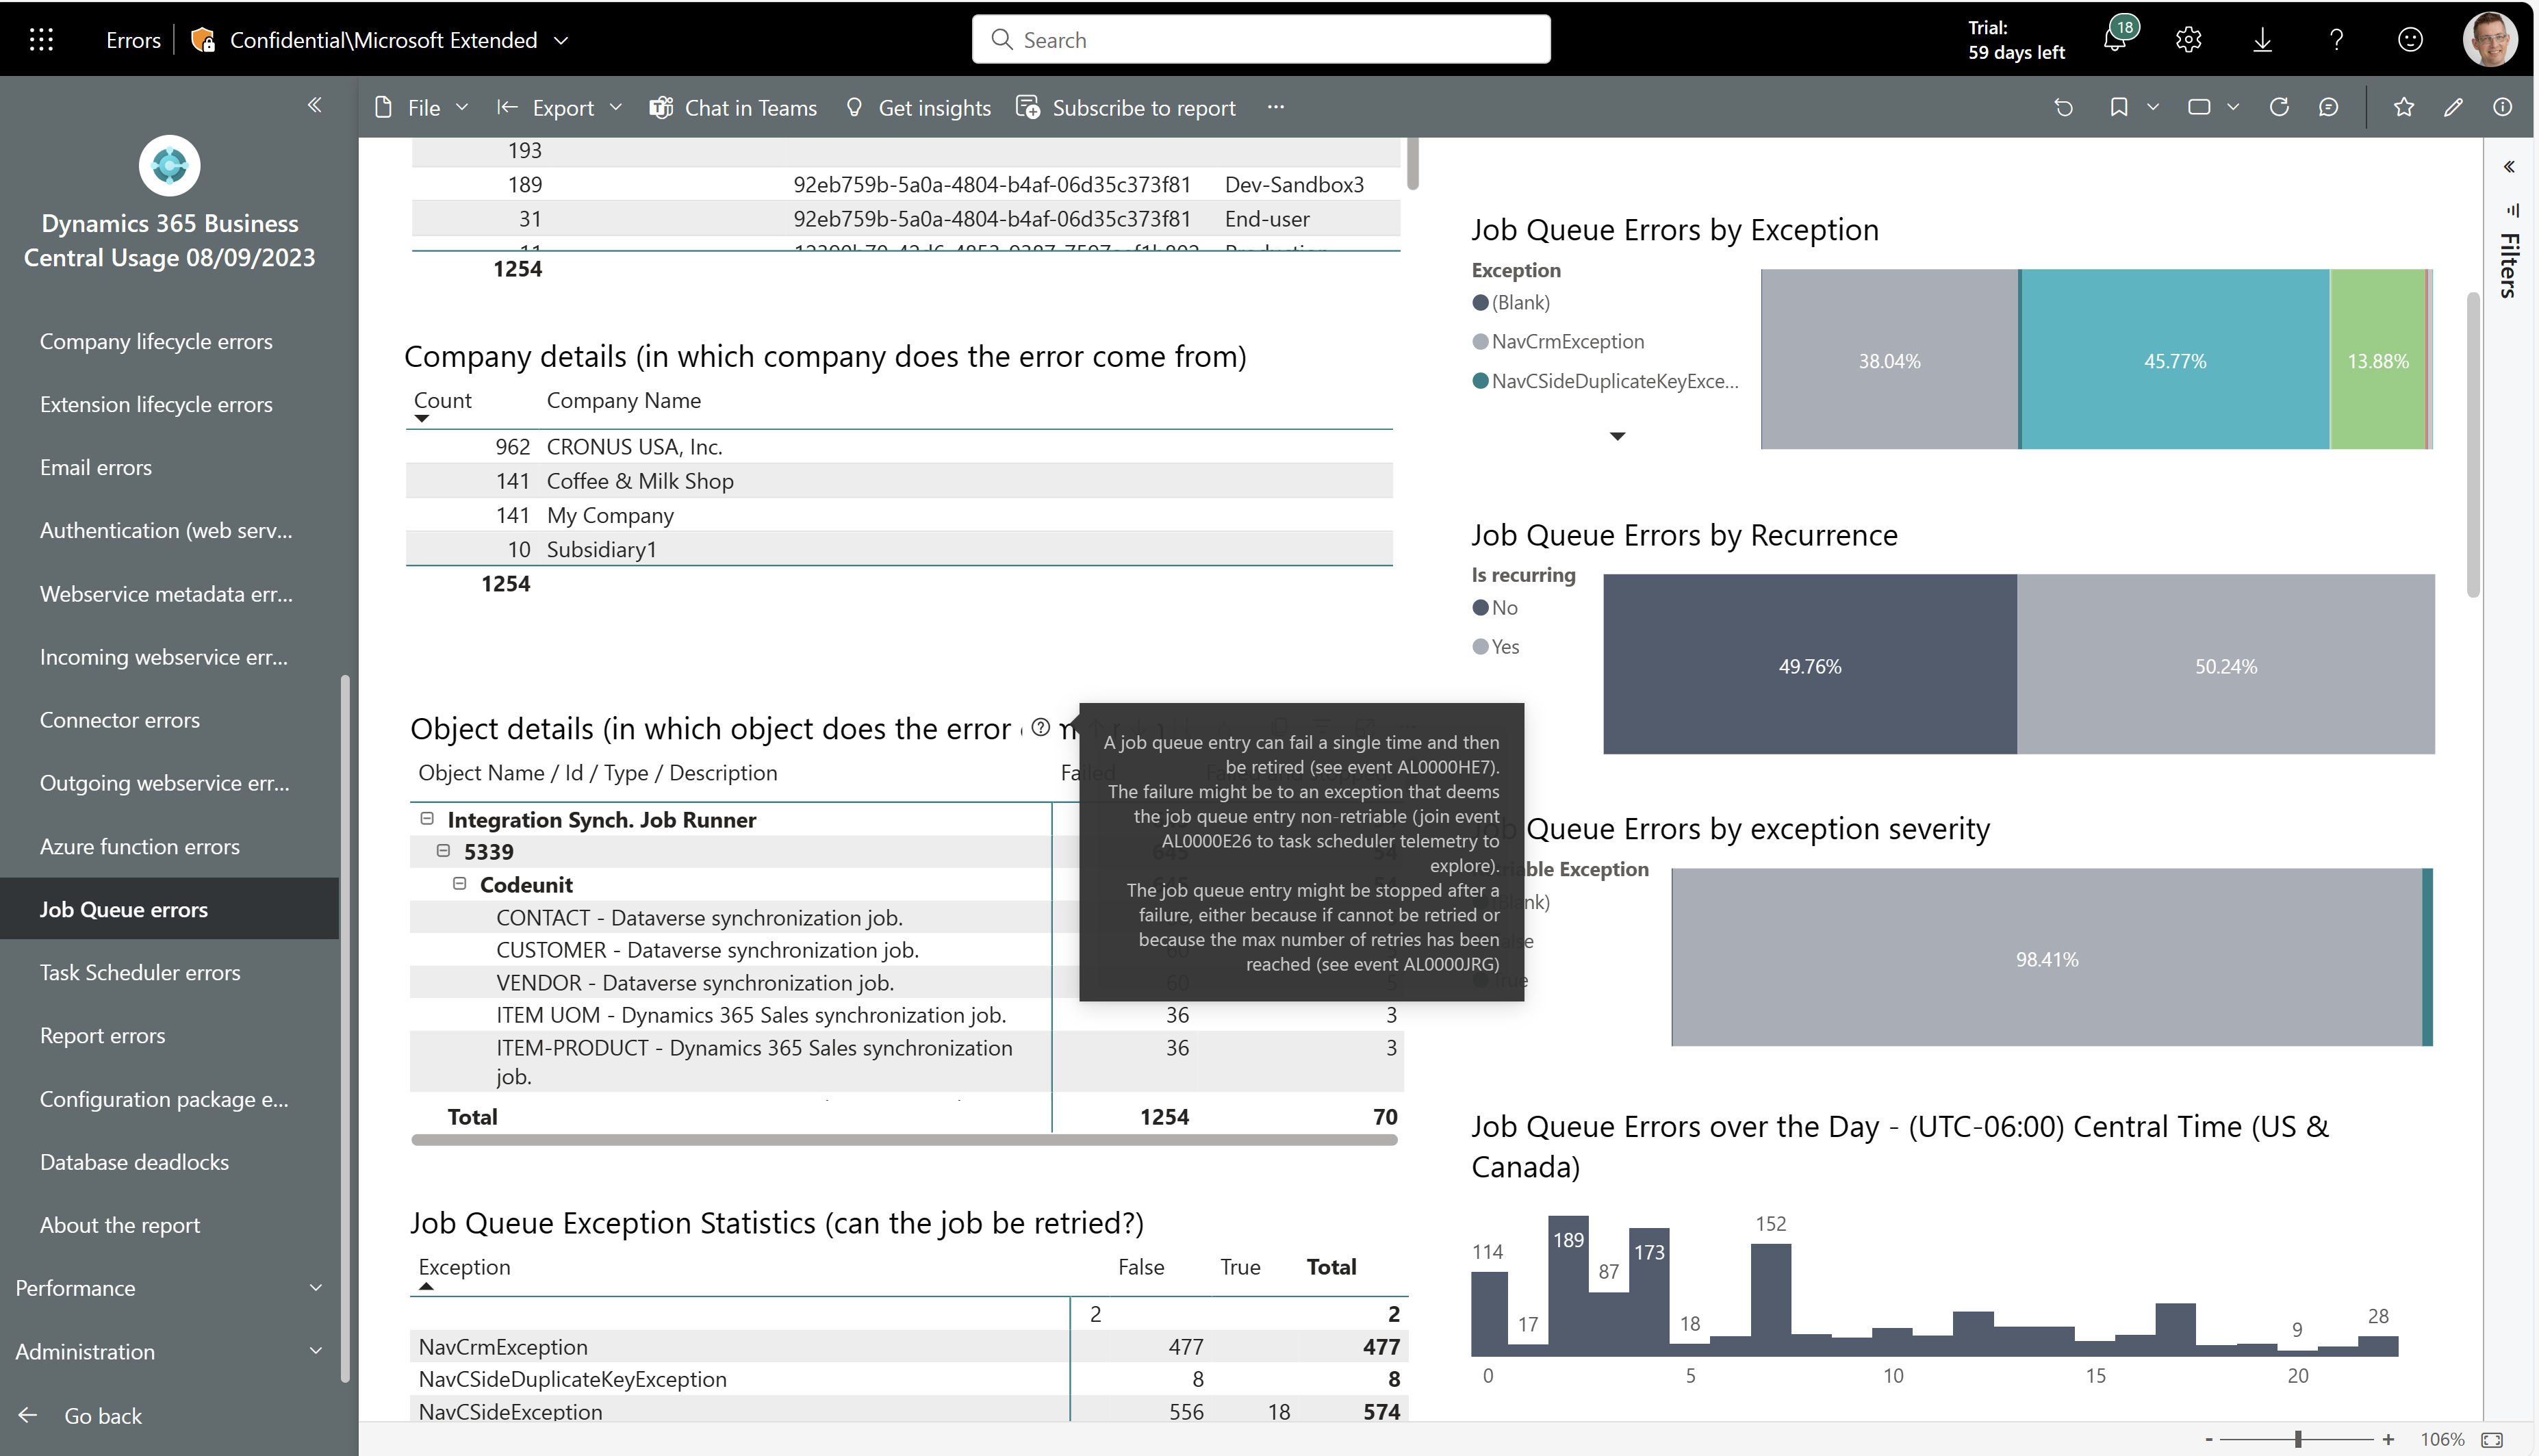 Errors
Confidential\Microsoft Extended
Search
Trial:
59 days left
18
File
Export
Chat in Teams
Get insights
Subscribe to report
Dynamics 365 Business
Central Usage 08/09/2023
Company lifecycle errors
Extension lifecycle errors
Email errors
Authentication (web serv...
Webservice metadata err...
Incoming webservice err...
Connector errors
Outgoing webservice err...
Azure function errors
Job Queue errors
Task Scheduler errors
Report errors
Configuration package e...
Database deadlocks
About the report
Performance
Administration
Go back
193
189 92eb759b-5a0a-4804-b4af-06d35c373f81 Dev-Sandbox3
31 92eb759b-5a0a-4804-b4af-06d35c373f81 End-user
1254
Company details (in which company does the error come from)
Count Company Name
962 CRONUS USA, Inc.
141 Coffee & Milk Shop
141 My Company
10 Subsidiary1
1254
Object details (in which object does the error
Object Name / Id / Type / Description Failed
Integration Synch. Job Runner
5339 645 54
Codeunit 645 54
CONTACT - Dataverse synchronization job.
CUSTOMER - Dataverse synchronization job.
VENDOR - Dataverse synchronization job. 60 5
ITEM UOM - Dynamics 365 Sales synchronization job. 36 3
ITEM-PRODUCT - Dynamics 365 Sales synchronization 36 3
job.
Total 1254 70
A job queue entry can fail a single time and then
be retired (see event AL0000HE7).
The failure might be to an exception that deems
the job queue entry non-retriable (join event
AL0000E26 to task scheduler telemetry to
explore).
The job queue entry might be stopped after a
failure, either because if cannot be retried or
because the max number of retries has been
reached (see event AL0000JRG)
Job Queue Exception Statistics (can the job be retried?)
Exception False True Total
2 2
NavCrmException 477 477
NavCSideDuplicateKeyException 8 8
NavCSideException 556 18 574
Job Queue Errors by Exception
Exception
(Blank)
NavCrmException
NavCSideDuplicateKeyExce...
38.04%
45.77%
13.88%
Job Queue Errors by Recurrence
Is recurring
No
Yes
49.76%
50.24%
Queue Errors by exception severity
Exception
98.41%
Job Queue Errors over the Day - (UTC-06:00) Central Time (US &
Canada)
114
17
189
87
173
18
152
9
28
0
5
10
15
20
Filters
106%